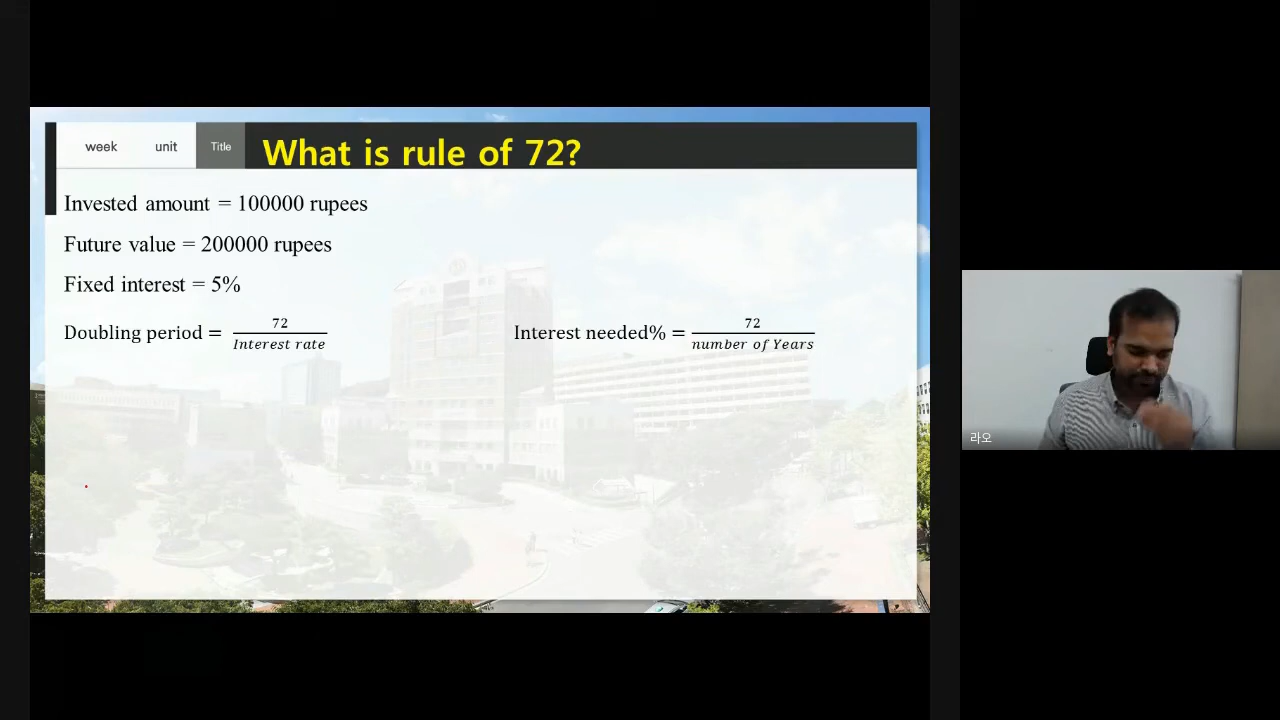 week unit Title What is rule of 72?
Invested amount = 100000 rupees
Future value = 200000 rupees
Fixed interest = 5%
Doubling period = 72 / Interest rate
Interest needed% = 72 / number of Years
라오